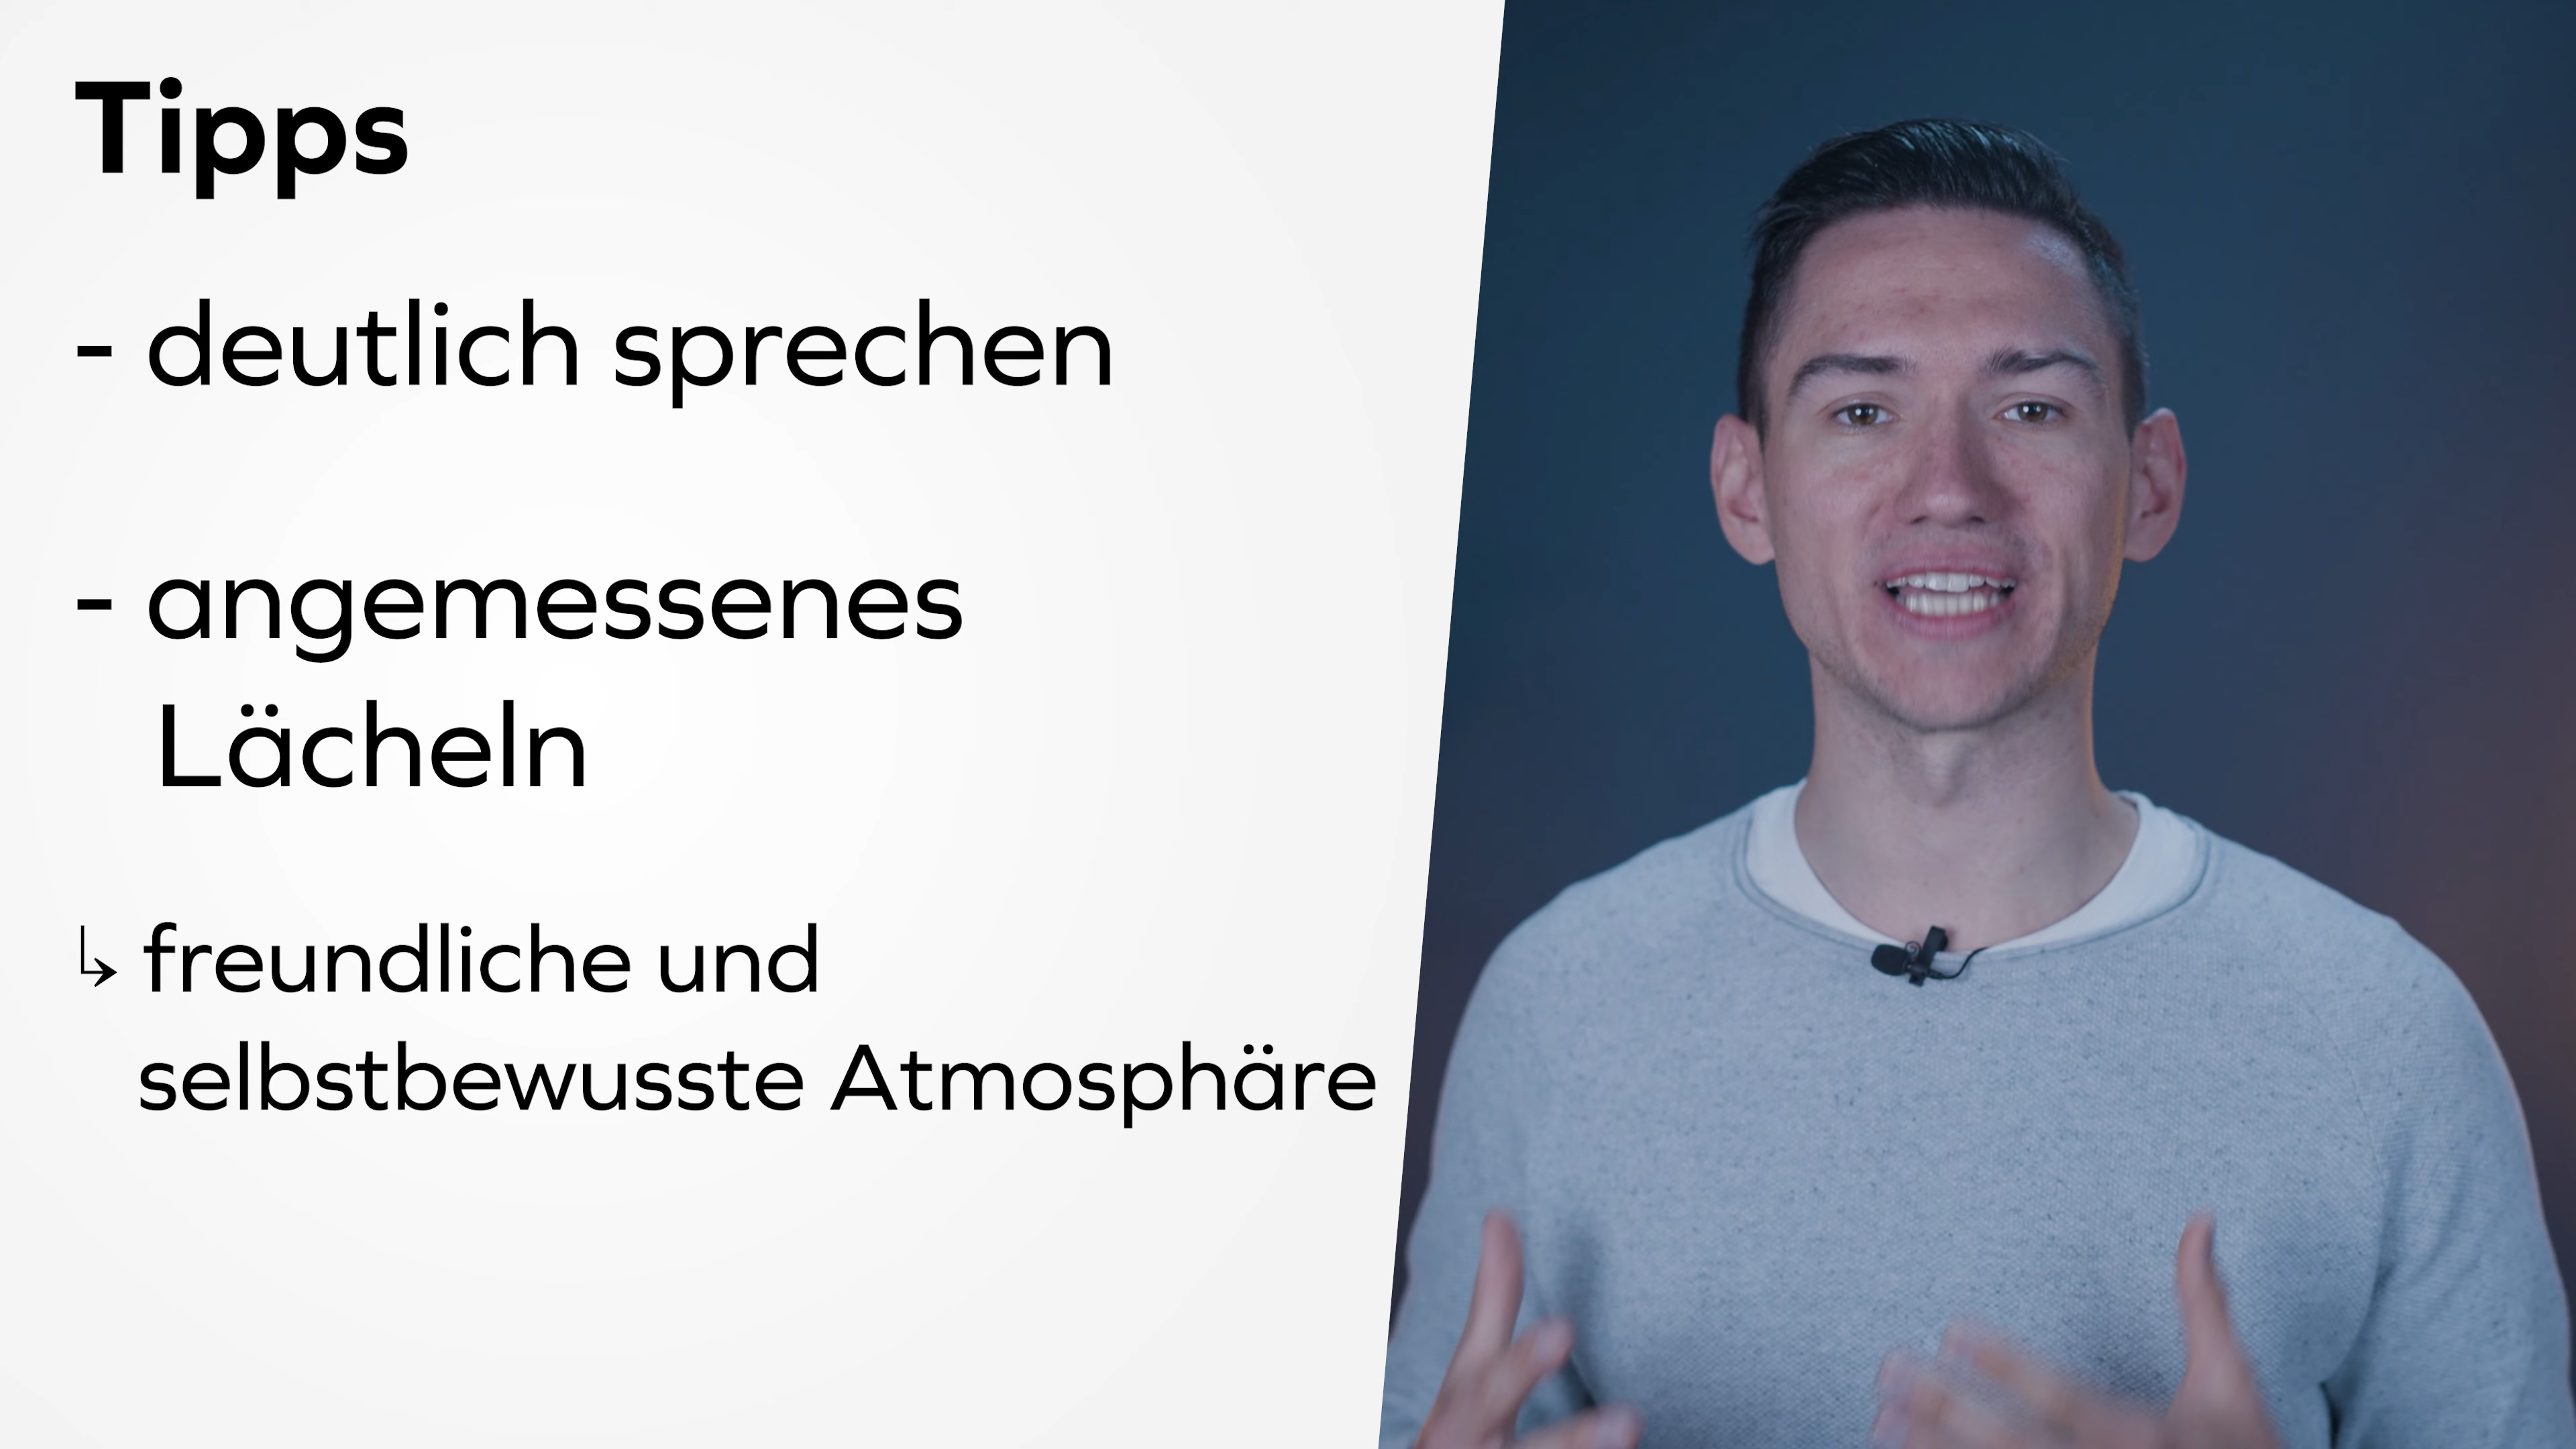 Tipps
- deutlich sprechen
- angemessenes
Lächeln
↳ freundliche und
selbstbewusste Atmosphäre